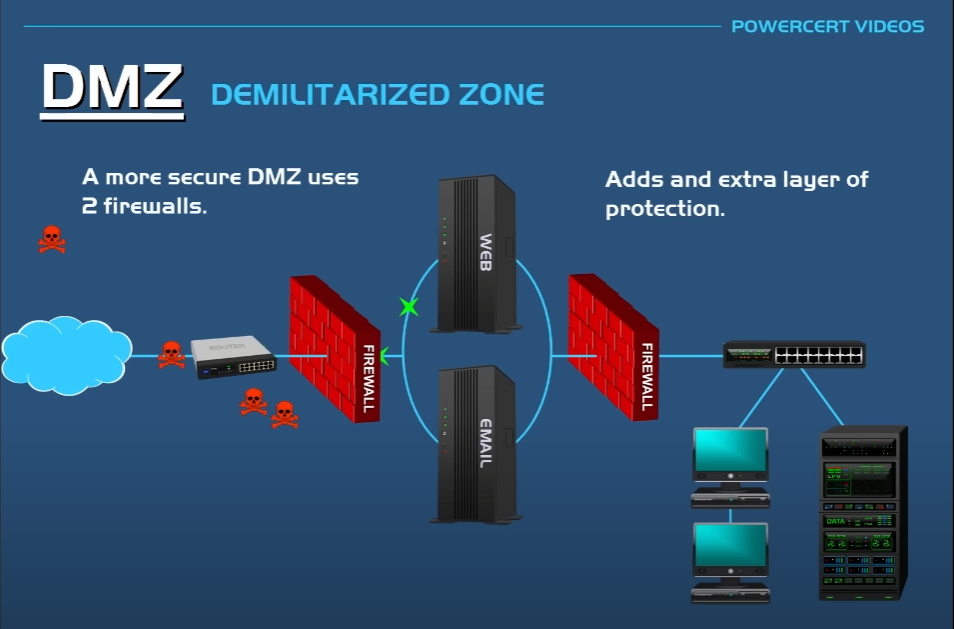 POWERCERT VIDEOS
DMZ
DEMILITARIZED ZONE
A more secure DMZ uses
2 firewalls.
Adds and extra layer of
protection.
WEB
ROUTER
FIREWALL
FIREWALL
EMAIL
DATA